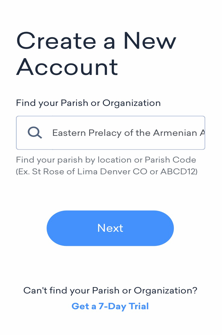 Create a New
Account
Find your Parish or Organization
Eastern Prelacy of the Armenian A
Find your parish by location or Parish Code
(Ex. St Rose of Lima Denver CO or ABCD12)
Next
Can't find your Parish or Organization?
Get a 7-Day Trial